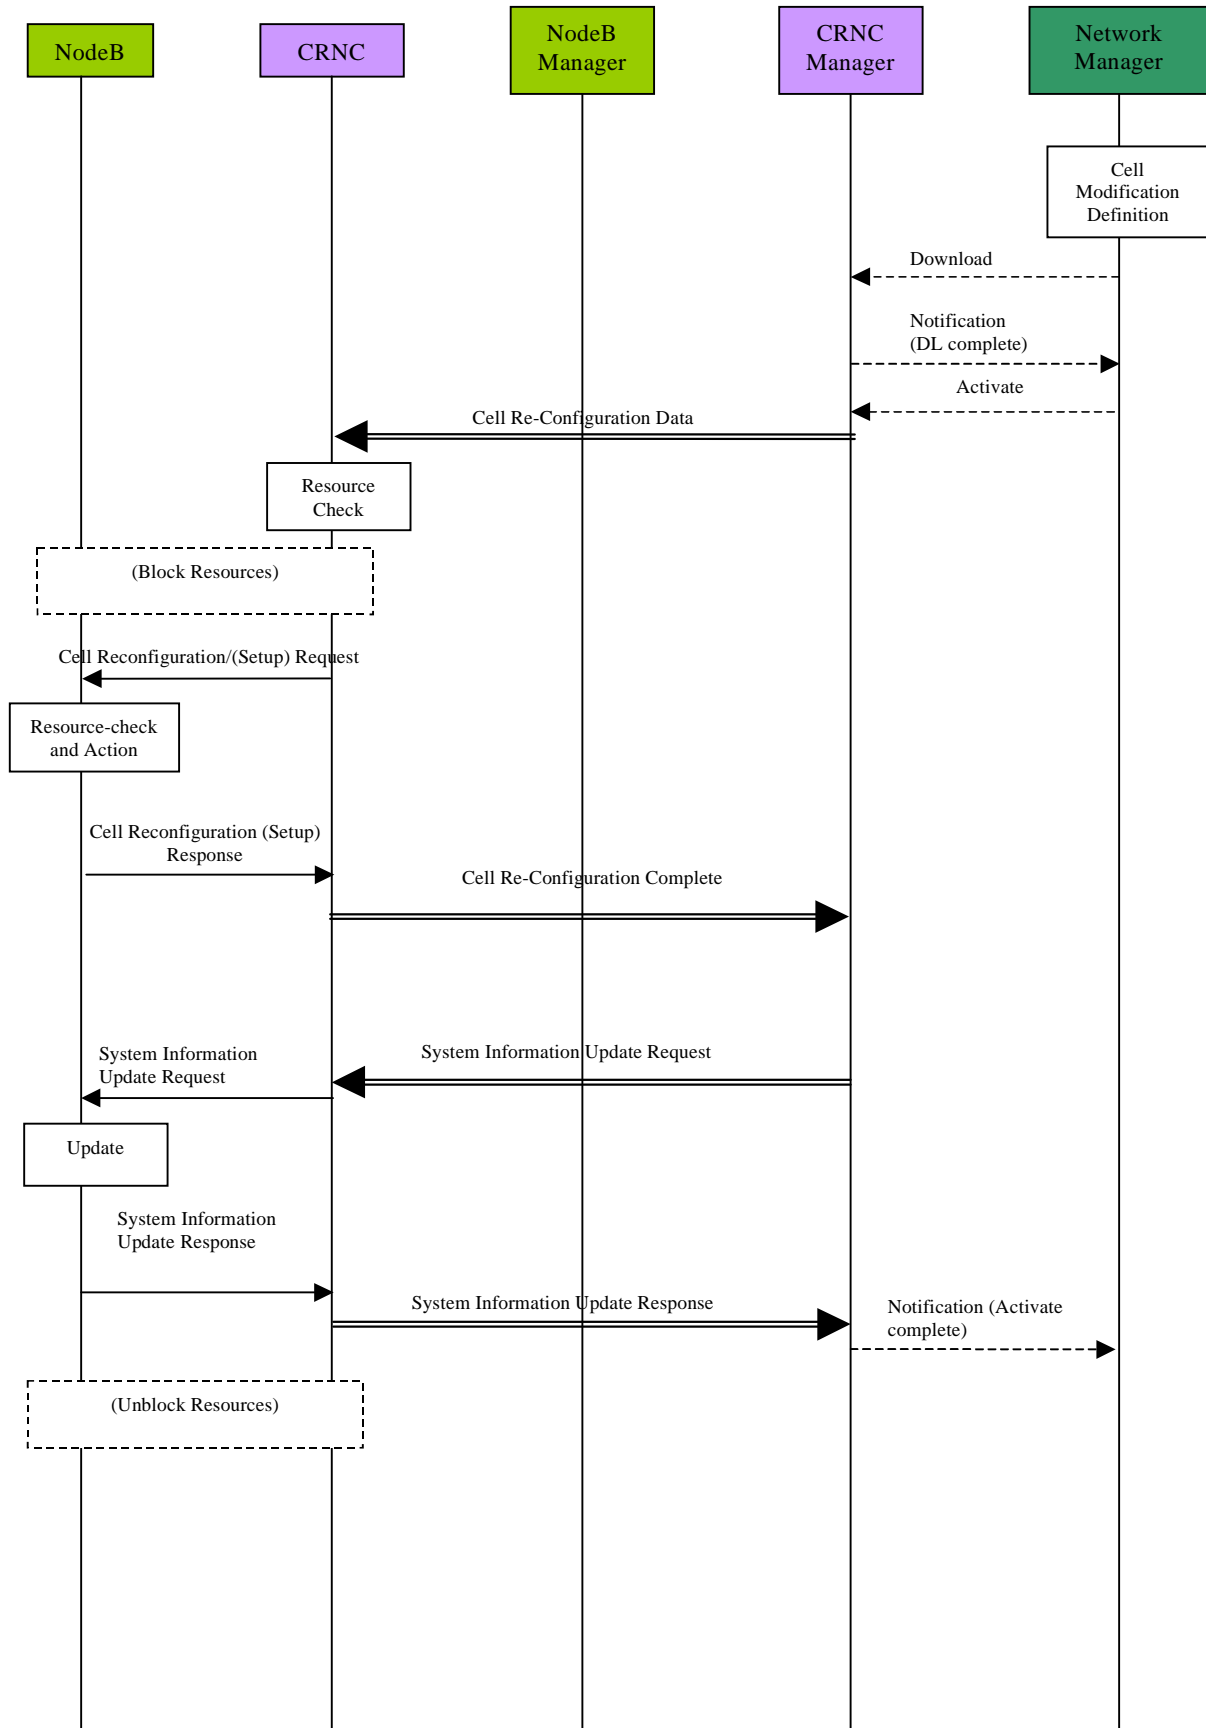 NodeB
CRNC
NodeB
Manager
CRNC
Manager
Network
Manager
Cell
Modification
Definition
Download
Notification
(DL complete)
Activate
Cell Re-Configuration Data
Resource
Check
(Block Resources)
Cell Reconfiguration/(Setup) Request
Resource-check
and Action
Cell Reconfiguration (Setup)
Response
Cell Re-Configuration Complete
System Information Update Request
System Information
Update Request
Update
System Information
Update Response
System Information Update Response
Notification (Activate
complete)
(Unblock Resources)